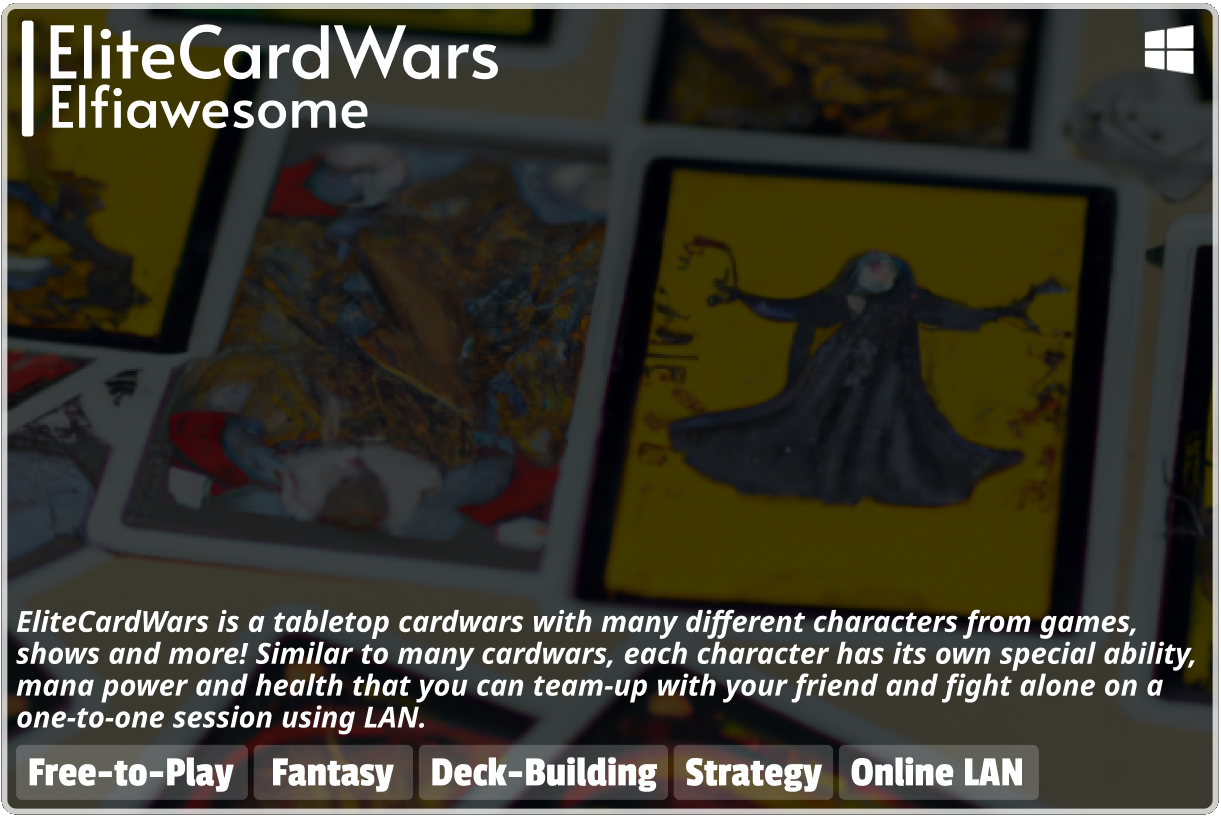 EliteCardWars
Elfiawesome
EliteCardWars is a tabletop cardwars with many different characters from games,
shows and more! Similar to many cardwars, each character has its own special ability,
mana power and health that you can team-up with your friend and fight alone on a
one-to-one session using LAN.
Free-to-Play Fantasy Deck-Building Strategy Online LAN